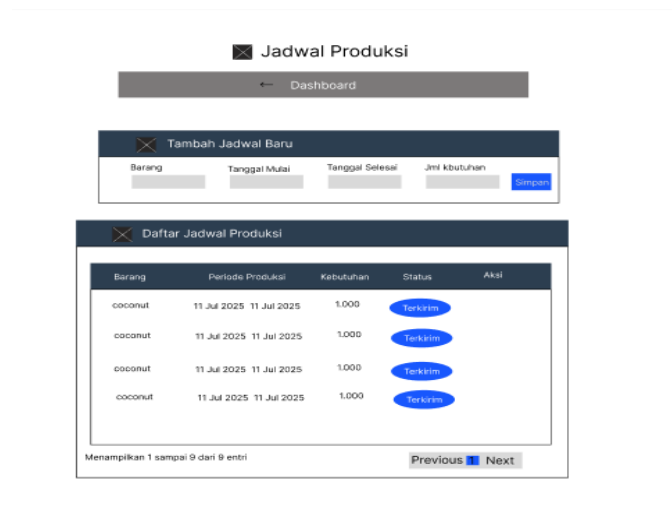 Jadwal Produksi
← Dashboard
Tambah Jadwal Baru
Barang Tanggal Mulai Tanggal Selesai Jml kbutuhan
Simpan
Daftar Jadwal Produksi
Barang Periode Produksi Kebutuhan Status Aksi
coconut 11 Jul 2025 11 Jul 2025 1.000 Terkirim
coconut 11 Jul 2025 11 Jul 2025 1.000 Terkirim
coconut 11 Jul 2025 11 Jul 2025 1.000 Terkirim
coconut 11 Jul 2025 11 Jul 2025 1.000 Terkirim
Menampilkan 1 sampai 9 dari 9 entri Previous 1 Next